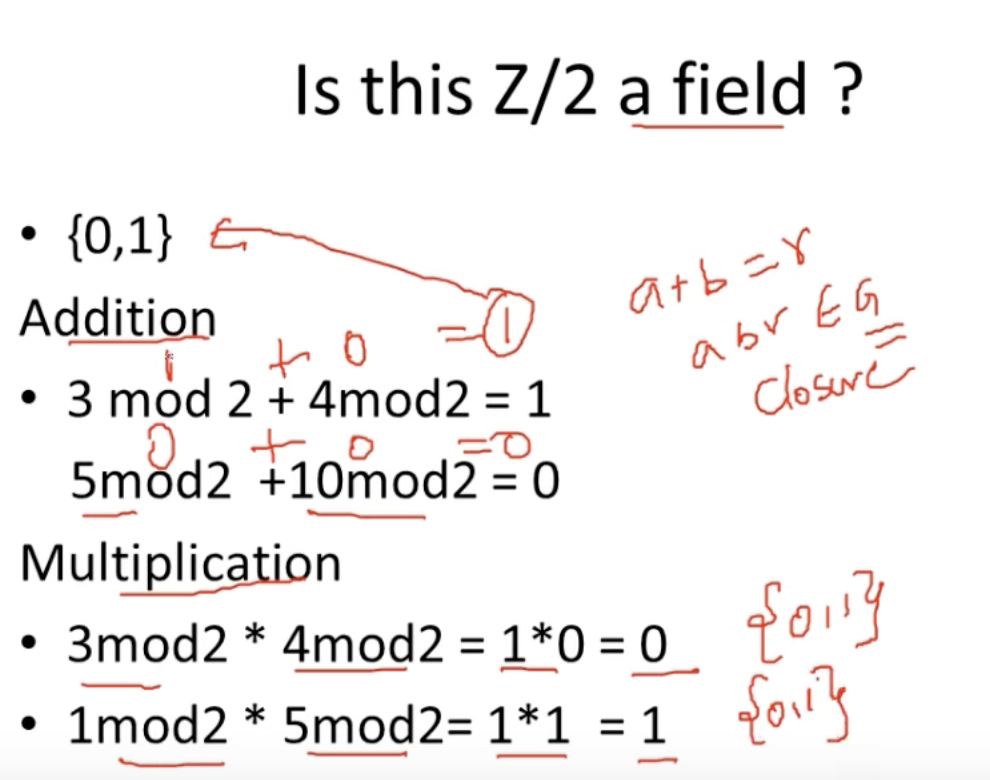 Is this Z/2 a field ?
• {0,1}
a+b=r
Addition
=1
a b r ∈ G
1 + 0
closure
• 3 mod 2 + 4mod2 = 1
0 + 0 =0
5mod2 +10mod2 = 0
Multiplication
{0,1}
• 3mod2 * 4mod2 = 1*0 = 0
{0,1}
• 1mod2 * 5mod2= 1*1 = 1